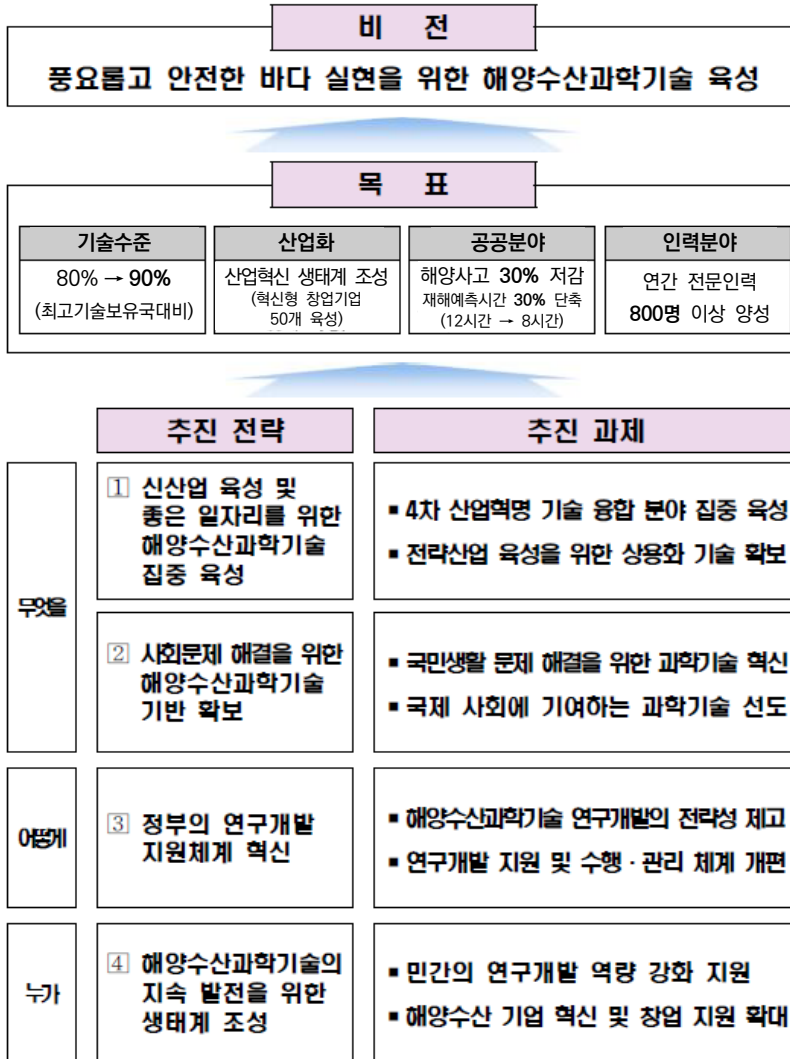 비 전
풍요롭고 안전한 바다 실현을 위한 해양수산과학기술 육성
목 표
기술수준
80% → 90%
(최고기술보유국대비)
산업화
산업혁신 생태계 조성
(혁신형 창업기업
50개 육성)
공공분야
해양사고 30% 저감
재해예측시간 30% 단축
(12시간 → 8시간)
인력분야
연간 전문인력
800명 이상 양성
추진 전략
추진 과제
무엇을
1 신산업 육성 및
좋은 일자리를 위한
해양수산과학기술
집중 육성
▪ 4차 산업혁명 기술 융합 분야 집중 육성
▪ 전략산업 육성을 위한 상용화 기술 확보
2 사회문제 해결을 위한
해양수산과학기술
기반 확보
▪ 국민생활 문제 해결을 위한 과학기술 혁신
▪ 국제 사회에 기여하는 과학기술 선도
어떻게
3 정부의 연구개발
지원체계 혁신
▪ 해양수산과학기술 연구개발의 전략성 제고
▪ 연구개발 지원 및 수행·관리 체계 개편
누가
4 해양수산과학기술의
지속 발전을 위한
생태계 조성
▪ 민간의 연구개발 역량 강화 지원
▪ 해양수산 기업 혁신 및 창업 지원 확대